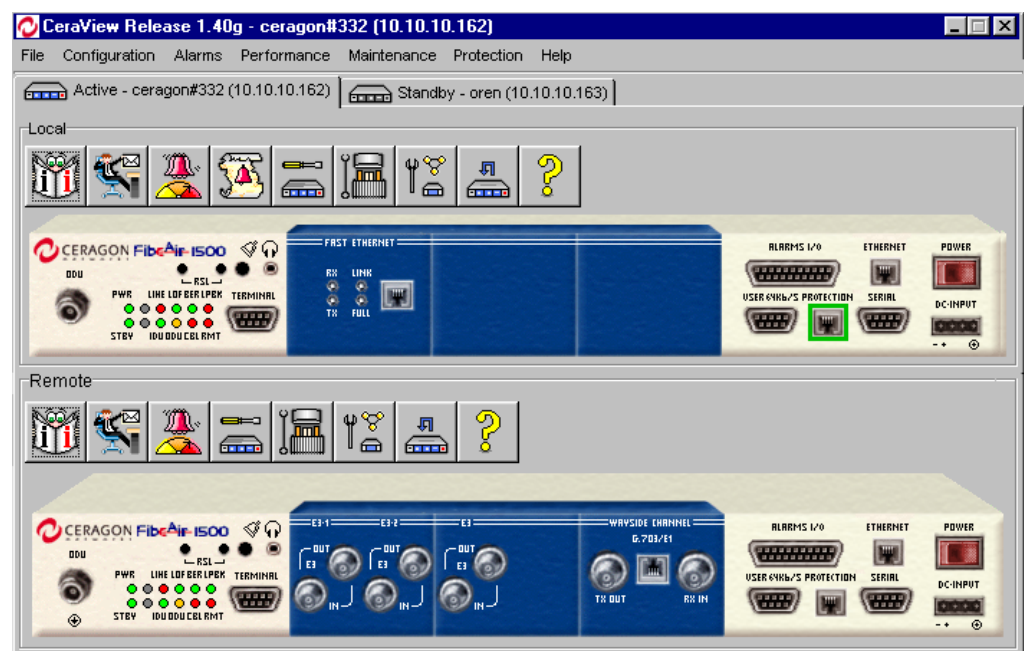 CeraView Release 1.40g - ceragon#332 (10.10.10.162)
File Configuration Alarms Performance Maintenance Protection Help
Active - ceragon#332 (10.10.10.162) Standby - oren (10.10.10.163)
Local
CERAGON FibeAir-1500
NETWORKS
ODU
RSL
PWR LINE LOF BER LPBK TERMINAL
STBY IDU ODU CBL RMT
FAST ETHERNET
RX LINK
TX FULL
ALARMS I/O ETHERNET POWER
USER 64Kb/S PROTECTION SERIAL DC-INPUT
- +
Remote
CERAGON FibeAir-1500
NETWORKS
ODU
RSL
PWR LINE LOF BER LPBK TERMINAL
STBY IDU ODU CBL RMT
E3-1 E3-2 E3 WAYSIDE CHANNEL
G.703/E1
OUT OUT OUT
E3 E3 E3
IN IN IN
TX OUT RX IN
ALARMS I/O ETHERNET POWER
USER 64Kb/S PROTECTION SERIAL DC-INPUT
- +